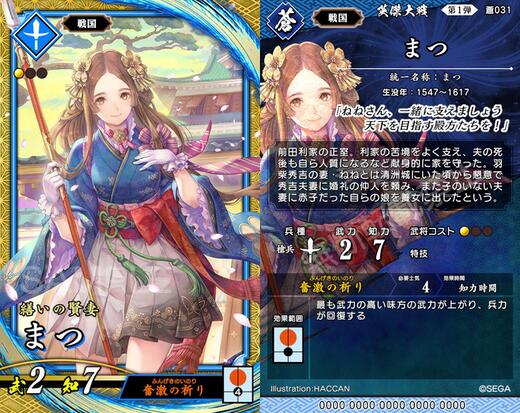 戦国
繕いの賢妻
まつ
武2 知7
ふんげきのいのり
奮激の祈り
4
蒼
戦国
英傑大戦
第1弾
蒼031
まつ
統一名称:まつ
生没年:1547〜1617
「ねねさん、一緒に支えましょう
天下を目指す殿方たちを!」
前田利家の正室。利家の苦境をよく支え、夫の死
後も自ら人質になるなど献身的に家を守った。羽
柴秀吉の妻・ねねとは清洲城にいた頃から懇意で
秀吉夫妻に婚礼の仲人を頼み、また子のいない夫
妻に赤子だった自らの娘を養女に出したという。
兵種 武力 知力 武将コスト
槍兵 2 7 特技
ふんげきのいのり 必要士気 効果時間
奮激の祈り 4 知力時間
効果範囲
最も武力の高い味方の武力が上がり、兵力
が回復する
Illustration:HACCAN
©SEGA
0000 0000 0000 0000 0000